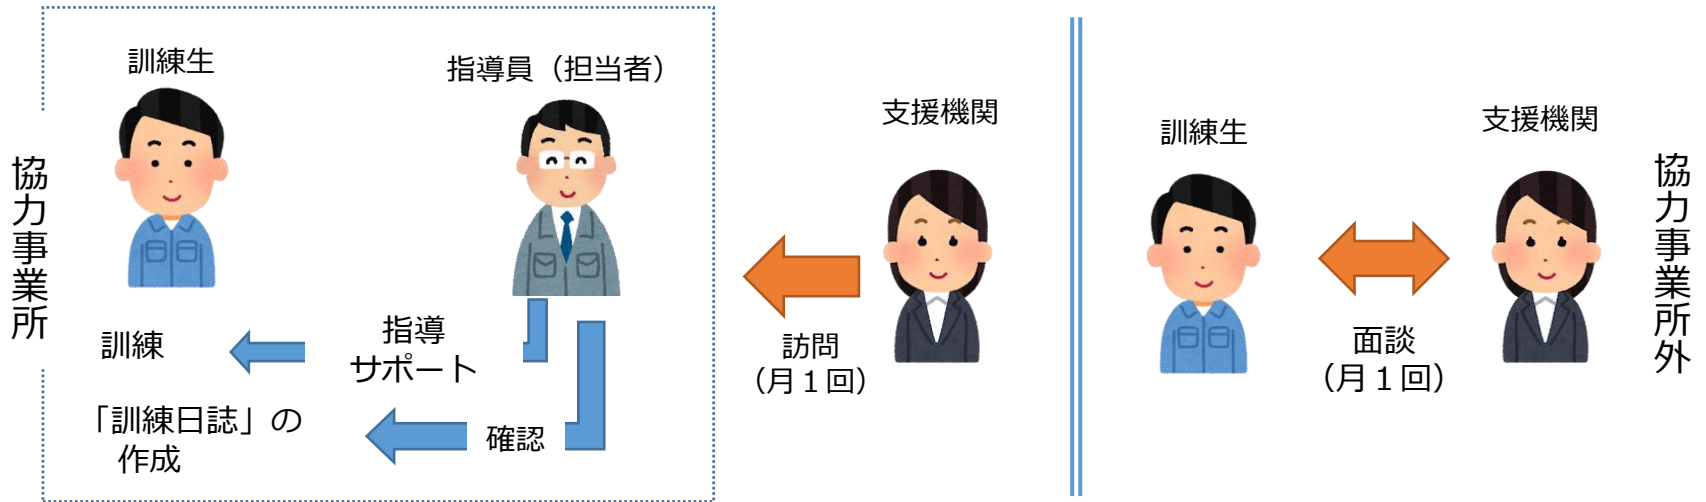 協力事業所
訓練生
指導員（担当者）
訓練
指導
サポート
「訓練日誌」の
作成
確認
支援機関
訪問
（月１回）
訓練生
支援機関
面談
（月１回）
協力事業所外